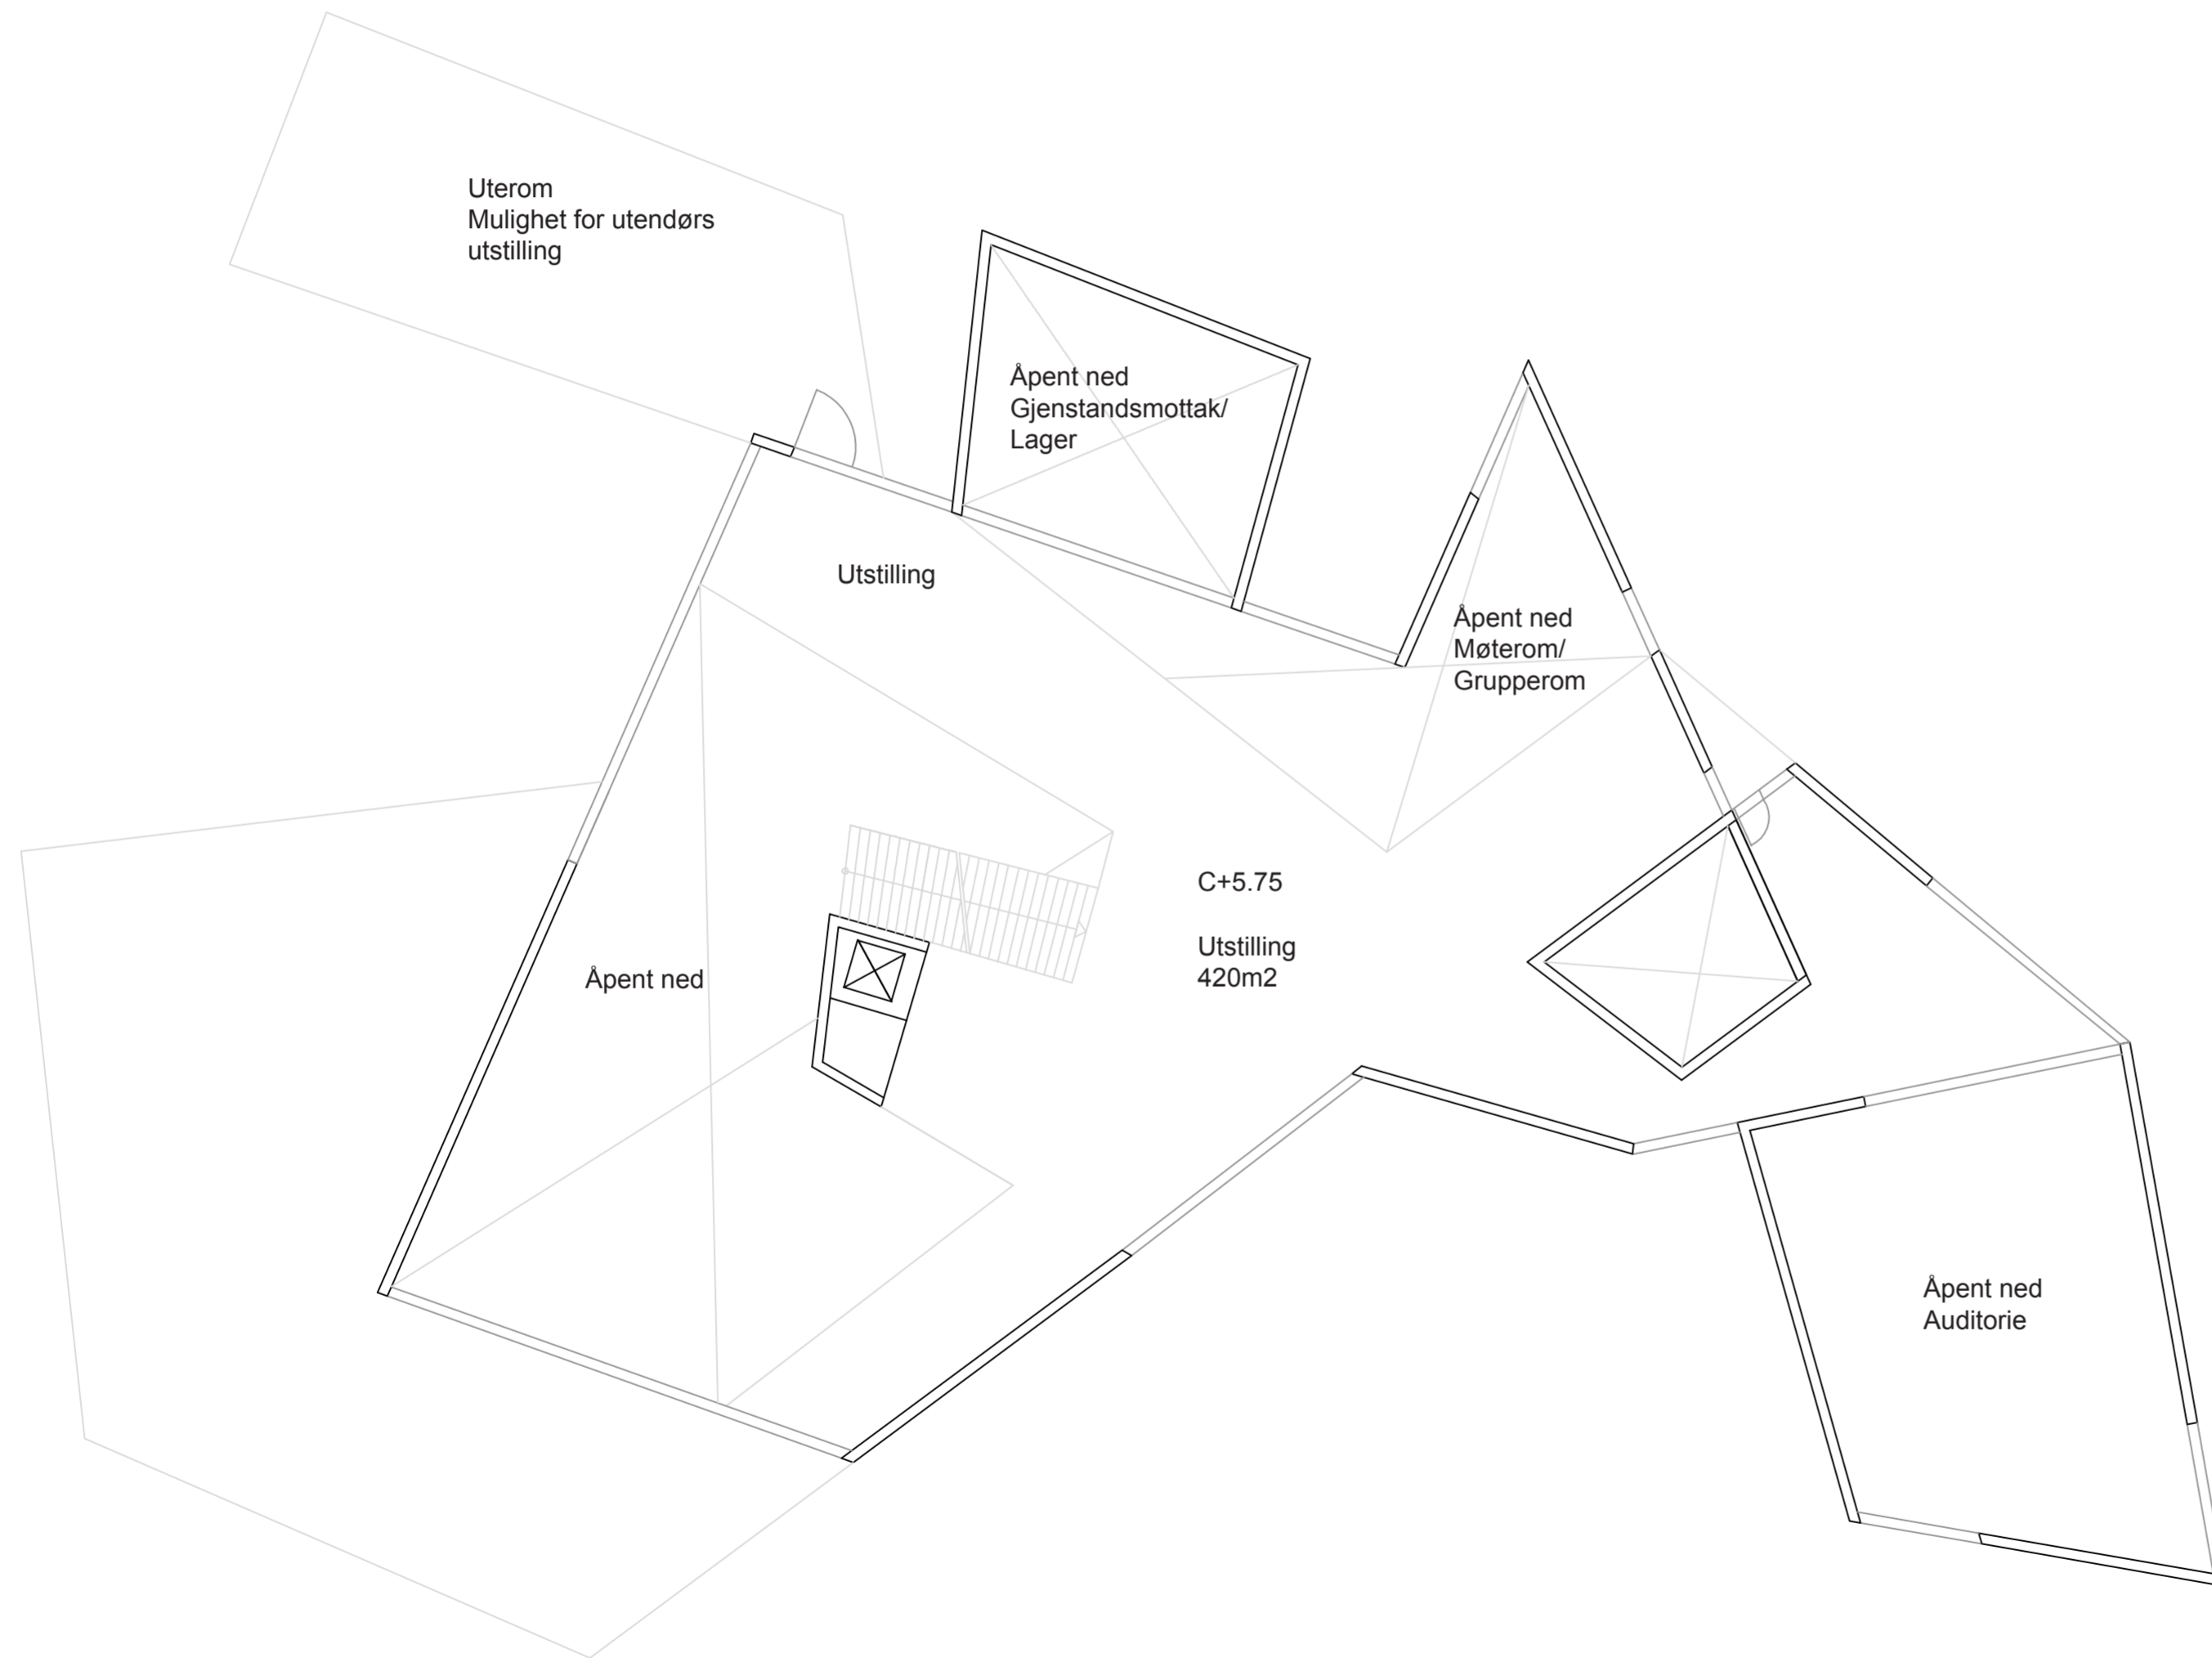 Uterom
Mulighet for utendørs
utstilling
Åpent ned
Gjenstandsmottak/
Lager
Utstilling
Åpent ned
Møterom/
Grupperom
C+5.75
Utstilling
420m2
Åpent ned
Åpent ned
Auditorie